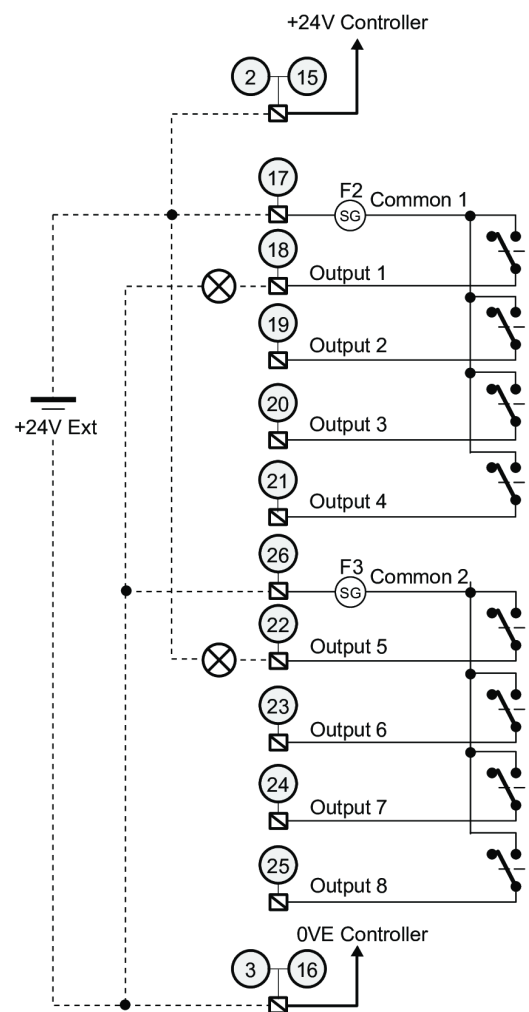 +24V Controller
2 15
17
F2
SG
Common 1
18
Output 1
19
Output 2
20
Output 3
+24V Ext
21
Output 4
26
F3
SG
Common 2
22
Output 5
23
Output 6
24
Output 7
25
Output 8
0VE Controller
3 16